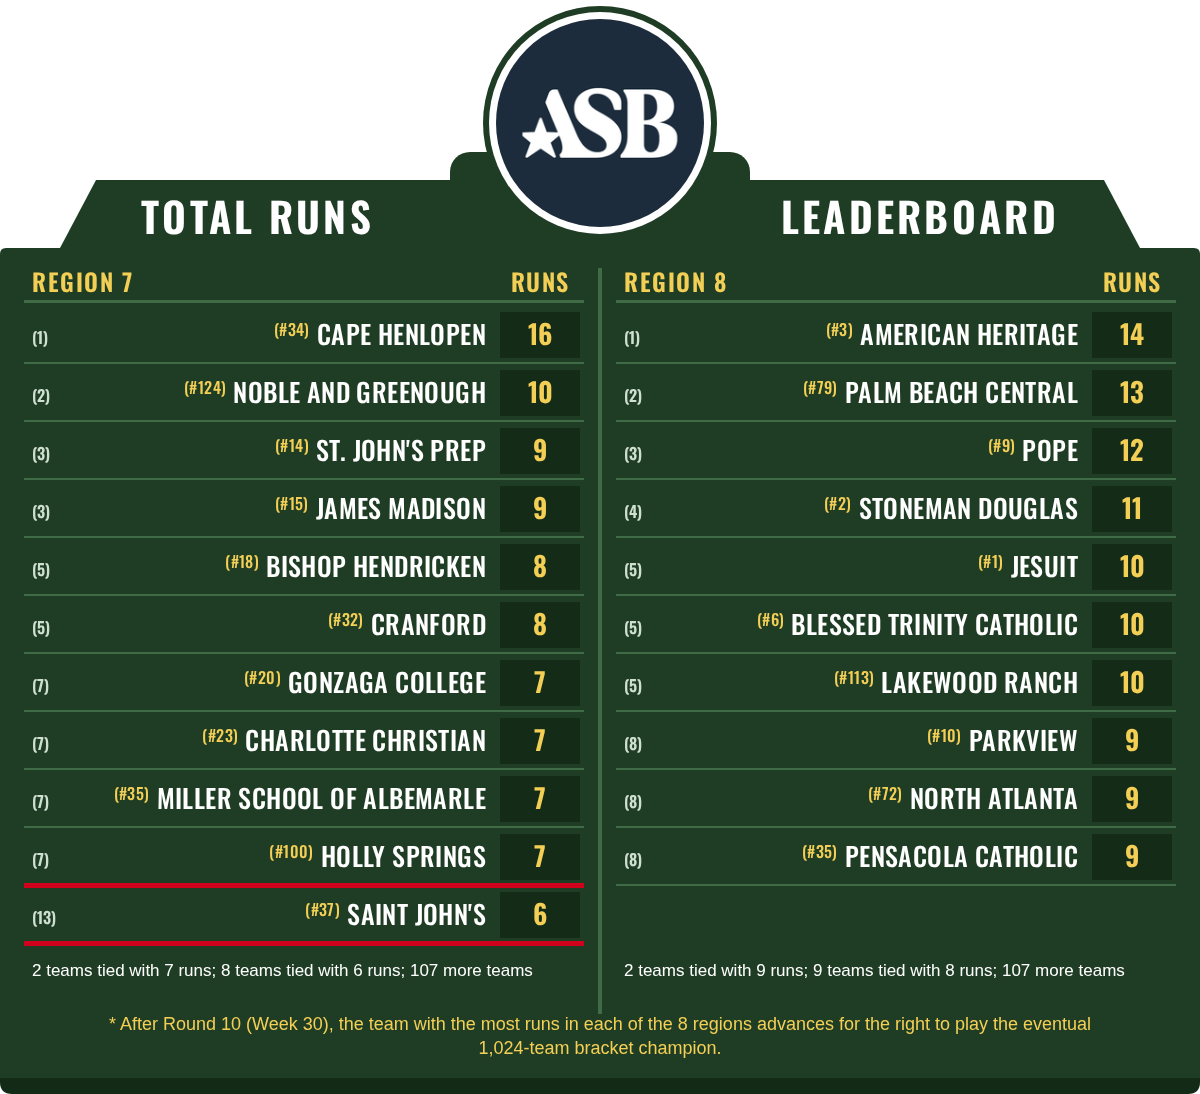 ASB
TOTAL RUNS
LEADERBOARD
REGION 7 RUNS
(1) (#34) CAPE HENLOPEN 16
(2) (#124) NOBLE AND GREENOUGH 10
(3) (#14) ST. JOHN'S PREP 9
(3) (#15) JAMES MADISON 9
(5) (#18) BISHOP HENDRICKEN 8
(5) (#32) CRANFORD 8
(7) (#20) GONZAGA COLLEGE 7
(7) (#23) CHARLOTTE CHRISTIAN 7
(7) (#35) MILLER SCHOOL OF ALBEMARLE 7
(7) (#100) HOLLY SPRINGS 7
(13) (#37) SAINT JOHN'S 6
2 teams tied with 7 runs; 8 teams tied with 6 runs; 107 more teams
REGION 8 RUNS
(1) (#3) AMERICAN HERITAGE 14
(2) (#79) PALM BEACH CENTRAL 13
(3) (#9) POPE 12
(4) (#2) STONEMAN DOUGLAS 11
(5) (#1) JESUIT 10
(5) (#6) BLESSED TRINITY CATHOLIC 10
(5) (#113) LAKEWOOD RANCH 10
(8) (#10) PARKVIEW 9
(8) (#72) NORTH ATLANTA 9
(8) (#35) PENSACOLA CATHOLIC 9
2 teams tied with 9 runs; 9 teams tied with 8 runs; 107 more teams
* After Round 10 (Week 30), the team with the most runs in each of the 8 regions advances for the right to play the eventual
1,024-team bracket champion.